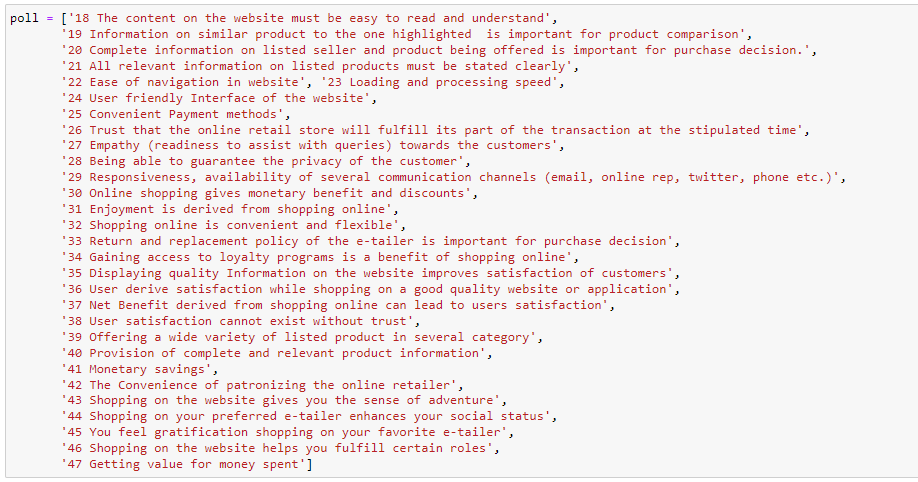 poll = ['18 The content on the website must be easy to read and understand',
'19 Information on similar product to the one highlighted  is important for product comparison',
'20 Complete information on listed seller and product being offered is important for purchase decision.',
'21 All relevant information on listed products must be stated clearly',
'22 Ease of navigation in website', '23 Loading and processing speed',
'24 User friendly Interface of the website',
'25 Convenient Payment methods',
'26 Trust that the online retail store will fulfill its part of the transaction at the stipulated time',
'27 Empathy (readiness to assist with queries) towards the customers',
'28 Being able to guarantee the privacy of the customer',
'29 Responsiveness, availability of several communication channels (email, online rep, twitter, phone etc.)',
'30 Online shopping gives monetary benefit and discounts',
'31 Enjoyment is derived from shopping online',
'32 Shopping online is convenient and flexible',
'33 Return and replacement policy of the e-tailer is important for purchase decision',
'34 Gaining access to loyalty programs is a benefit of shopping online',
'35 Displaying quality Information on the website improves satisfaction of customers',
'36 User derive satisfaction while shopping on a good quality website or application',
'37 Net Benefit derived from shopping online can lead to users satisfaction',
'38 User satisfaction cannot exist without trust',
'39 Offering a wide variety of listed product in several category',
'40 Provision of complete and relevant product information',
'41 Monetary savings',
'42 The Convenience of patronizing the online retailer',
'43 Shopping on the website gives you the sense of adventure',
'44 Shopping on your preferred e-tailer enhances your social status',
'45 You feel gratification shopping on your favorite e-tailer',
'46 Shopping on the website helps you fulfill certain roles',
'47 Getting value for money spent']